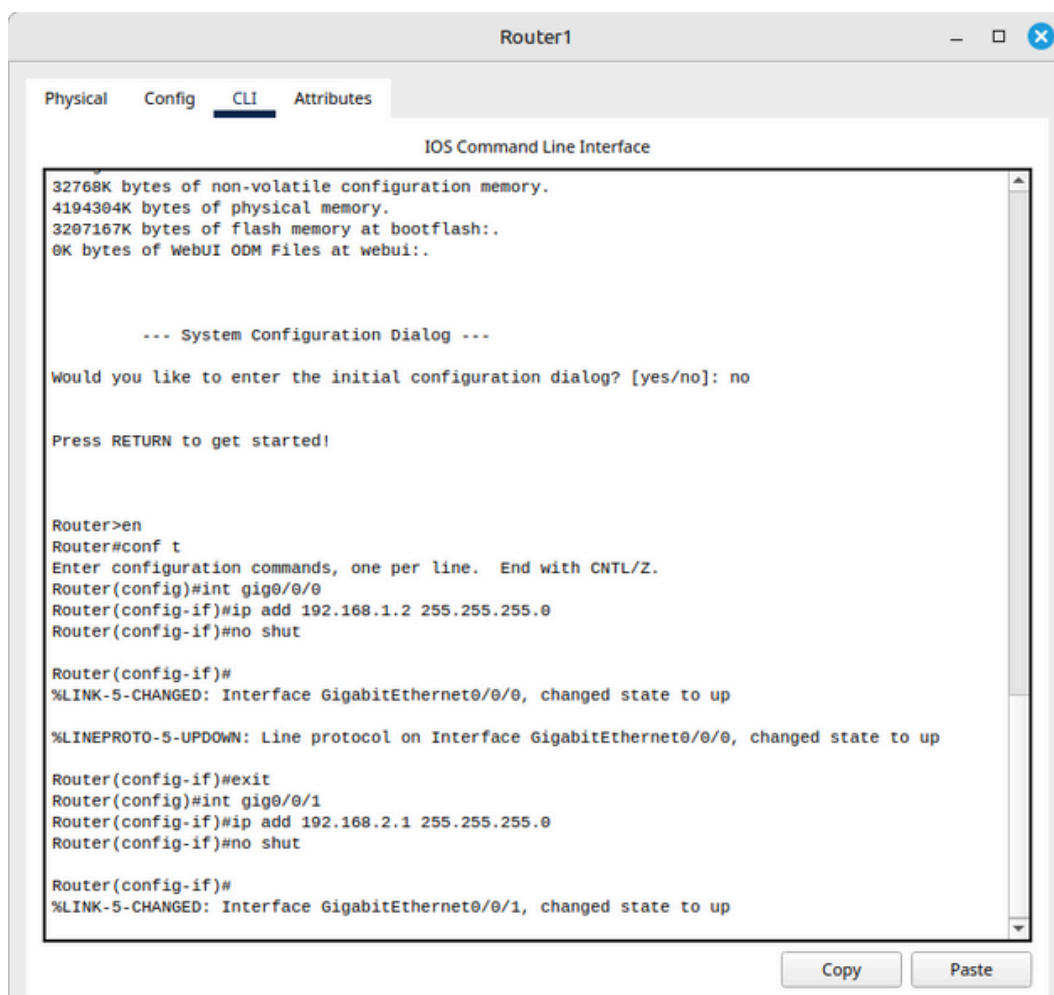 Router1
Physical Config CLI Attributes
IOS Command Line Interface
32768K bytes of non-volatile configuration memory.
4194304K bytes of physical memory.
3207167K bytes of flash memory at bootflash:.
0K bytes of WebUI ODM Files at webui:.
--- System Configuration Dialog ---
Would you like to enter the initial configuration dialog? [yes/no]: no
Press RETURN to get started!
Router>en
Router#conf t
Enter configuration commands, one per line. End with CNTL/Z.
Router(config)#int gig0/0/0
Router(config-if)#ip add 192.168.1.2 255.255.255.0
Router(config-if)#no shut
Router(config-if)#
%LINK-5-CHANGED: Interface GigabitEthernet0/0/0, changed state to up
%LINEPROTO-5-UPDOWN: Line protocol on Interface GigabitEthernet0/0/0, changed state to up
Router(config-if)#exit
Router(config)#int gig0/0/1
Router(config-if)#ip add 192.168.2.1 255.255.255.0
Router(config-if)#no shut
Router(config-if)#
%LINK-5-CHANGED: Interface GigabitEthernet0/0/1, changed state to up
Copy Paste